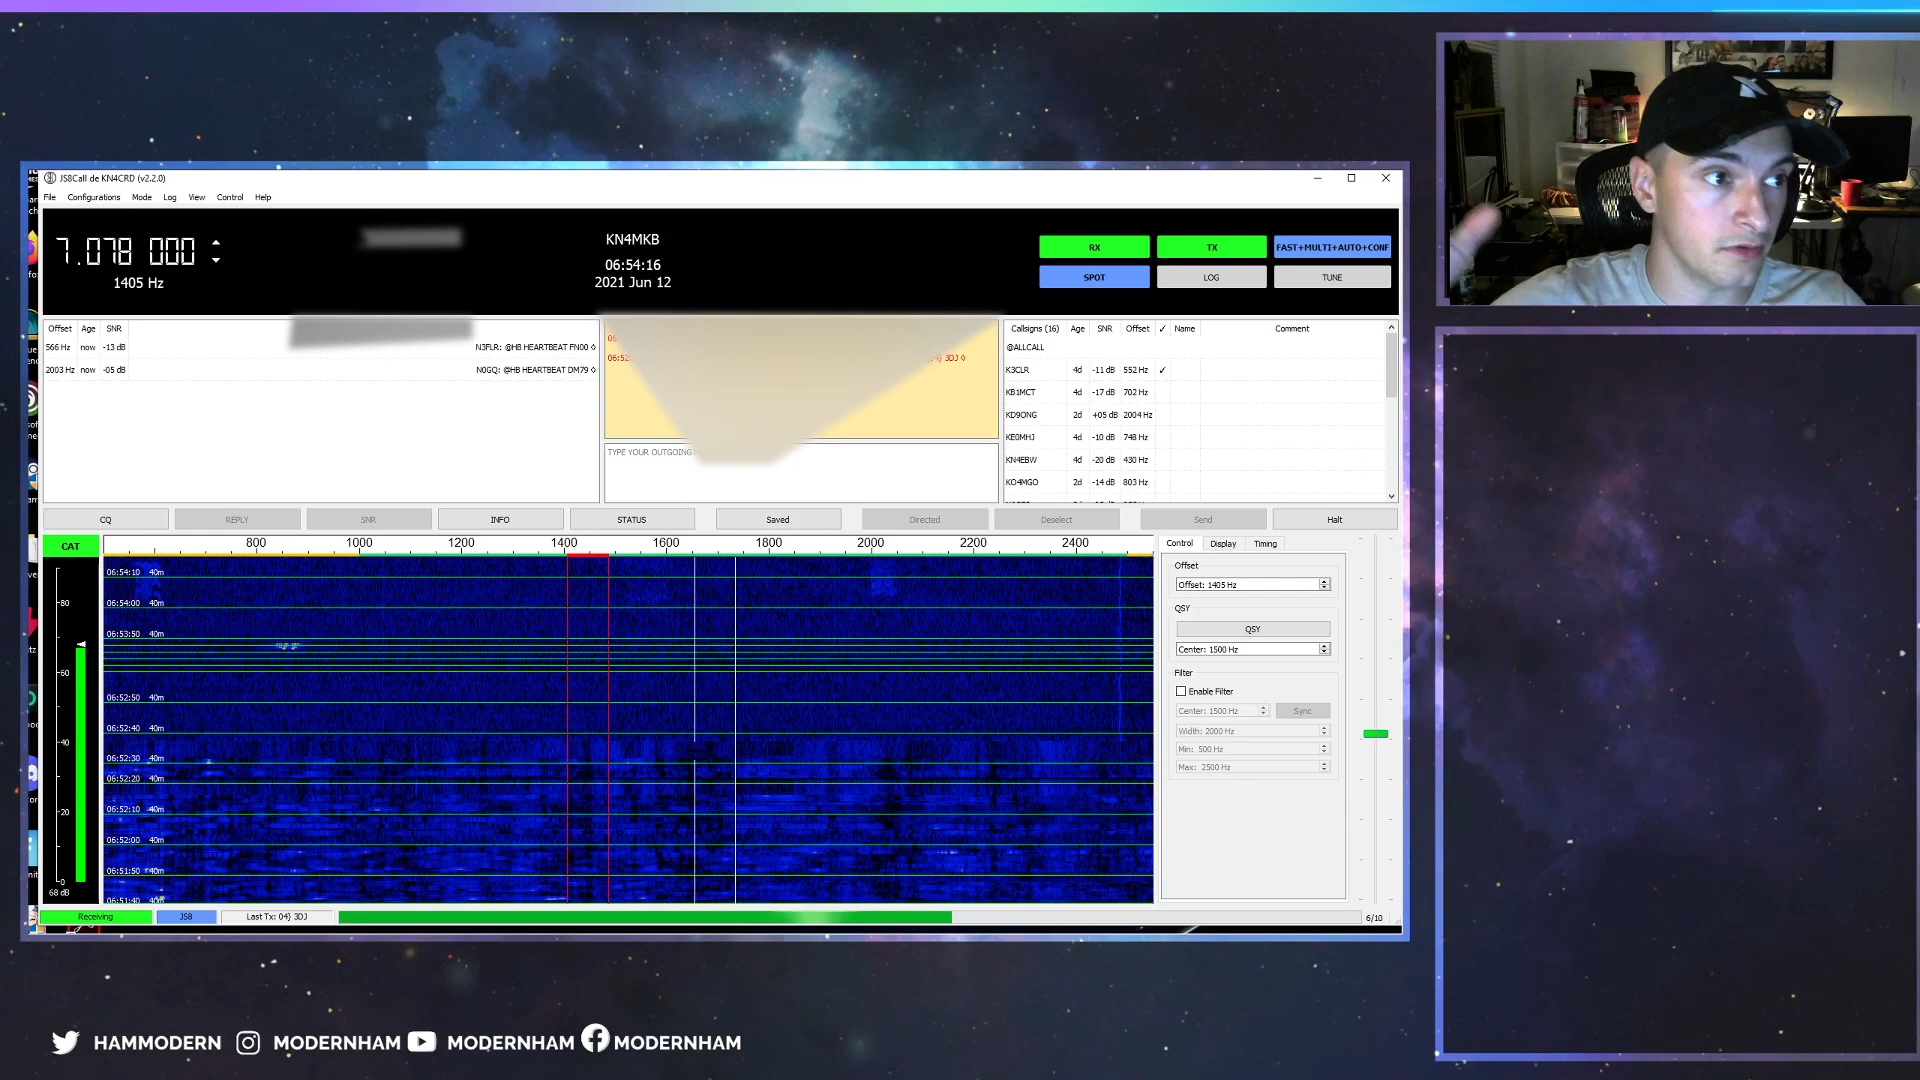 JS8Call de KN4CRD (v2.2.0)
File Configurations Mode Log View Control Help
7.078 000
1405 Hz
KN4MKB
06:54:16
2021 Jun 12
RX TX FAST+MULTI+AUTO+CONF
SPOT LOG TUNE
Offset Age SNR
566 Hz now -13 dB N3FLR: @HB HEARTBEAT FN00 ◊
2003 Hz now -05 dB N0GQ: @HB HEARTBEAT DM79 ◊
06:52: 3DJ ◊
TYPE YOUR OUTGOING
Callsigns (16) Age SNR Offset ✓ Name Comment
@ALLCALL
K3CLR 4d -11 dB 552 Hz ✓
KB1MCT 4d -17 dB 702 Hz
KD9ONG 2d +05 dB 2004 Hz
KE0MHJ 4d -10 dB 748 Hz
KN4EBW 4d -20 dB 430 Hz
KO4MGO 2d -14 dB 803 Hz
CQ REPLY SNR INFO STATUS Saved Directed Deselect Send Halt
CAT
800 1000 1200 1400 1600 1800 2000 2200 2400
06:54:10 40m
06:54:00 40m
06:53:50 40m
06:52:50 40m
06:52:40 40m
06:52:30 40m
06:52:20 40m
06:52:10 40m
06:52:00 40m
06:51:50 40m
06:51:40 40m
80
60
40
20
0
68 dB
Control Display Timing
Offset
Offset: 1405 Hz
QSY
QSY
Center: 1500 Hz
Filter
Enable Filter
Center: 1500 Hz Sync
Width: 2000 Hz
Min: 500 Hz
Max: 2500 Hz
Receiving JS8 Last Tx: 04} 3DJ 6/10
HAMMODERN MODERNHAM MODERNHAM MODERNHAM